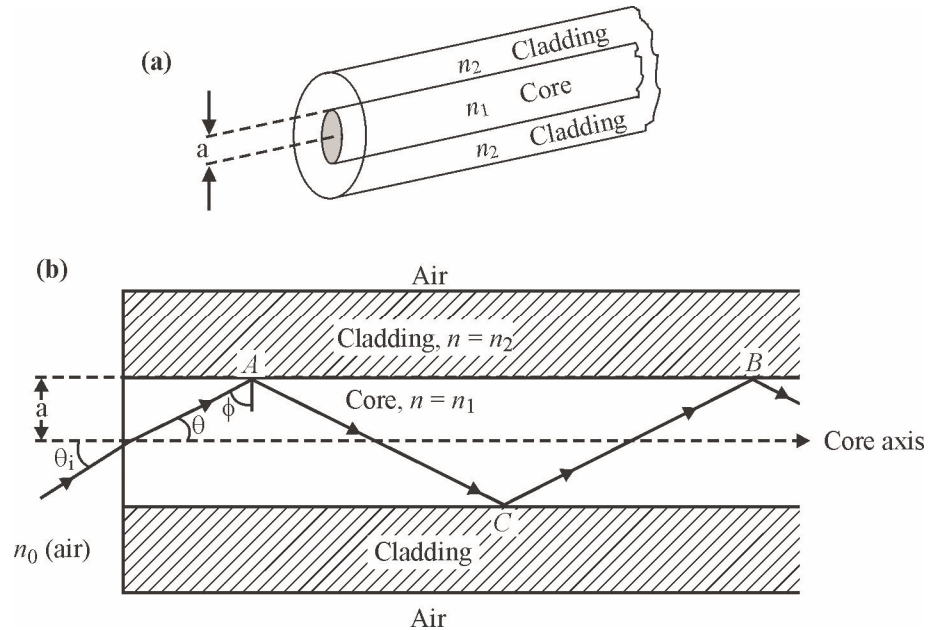 (a)
n₂ Cladding
n₁ Core
a
n₂ Cladding
(b)
Air
Cladding, n = n₂
A
B
a
ϕ
Core, n = n₁
θ
θᵢ
Core axis
C
n₀ (air)
Cladding
Air